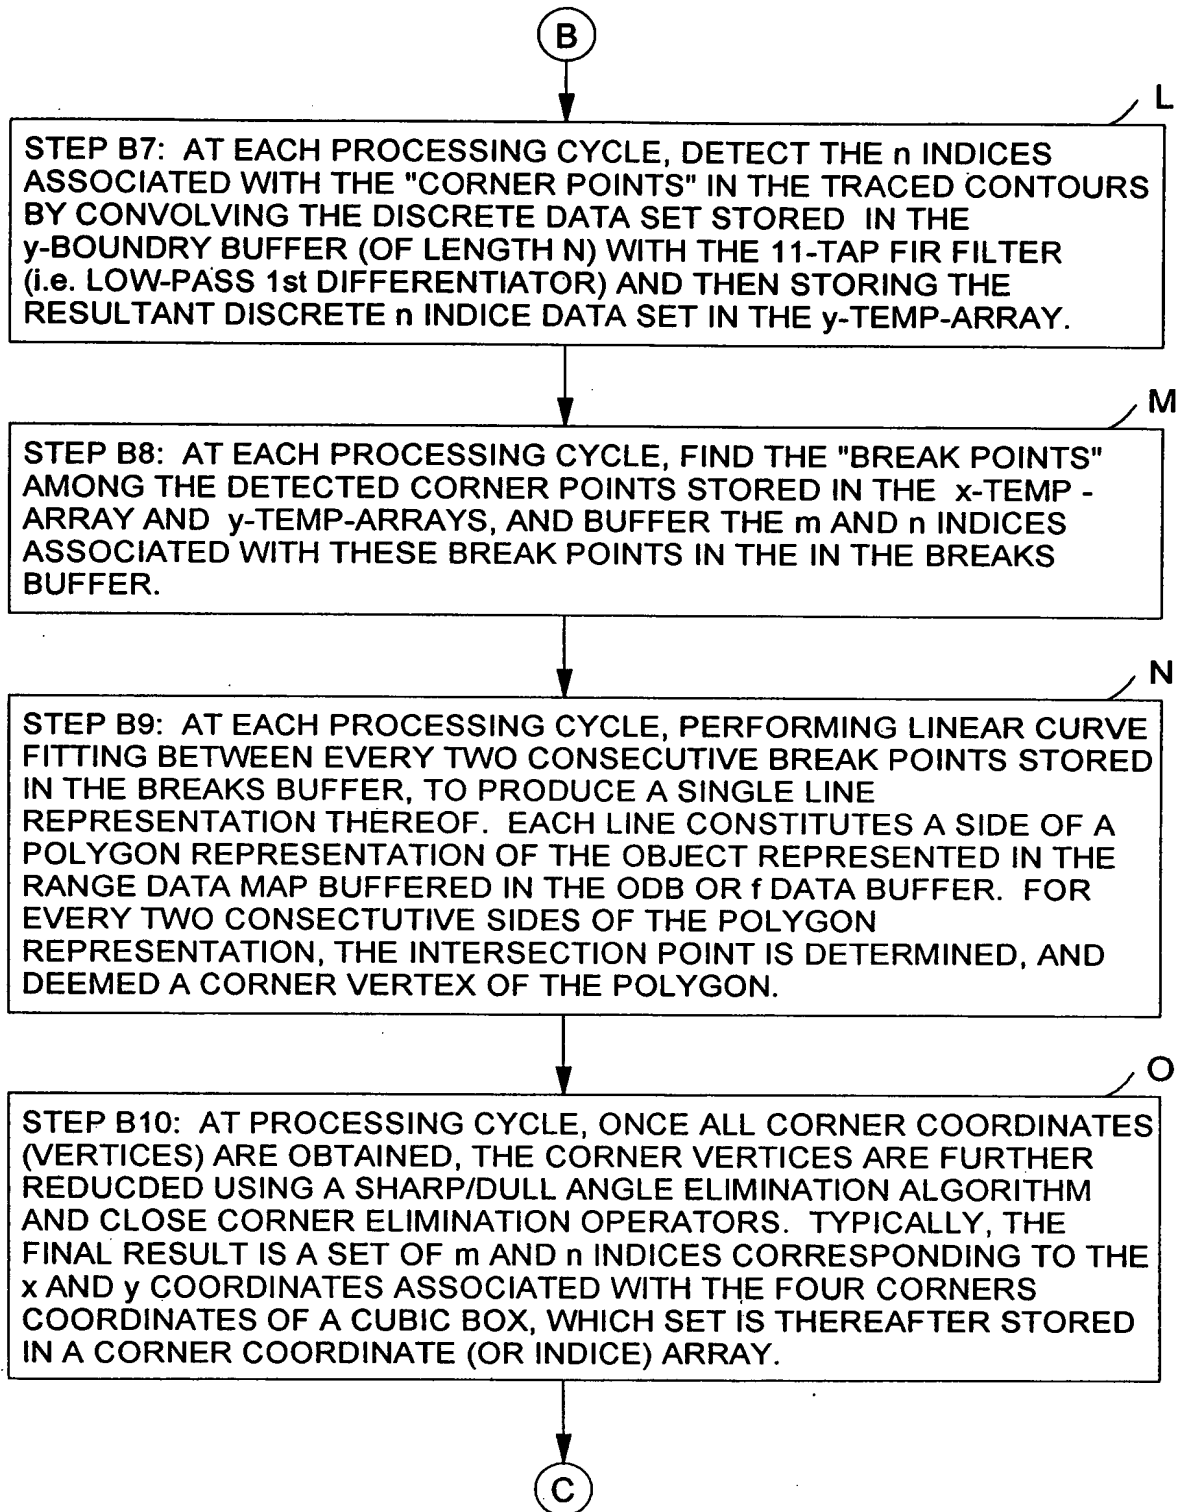 B
L
STEP B7: AT EACH PROCESSING CYCLE, DETECT THE n INDICES
ASSOCIATED WITH THE "CORNER POINTS" IN THE TRACED CONTOURS
BY CONVOLVING THE DISCRETE DATA SET STORED IN THE
y-BOUNDRY BUFFER (OF LENGTH N) WITH THE 11-TAP FIR FILTER
(i.e. LOW-PASS 1st DIFFERENTIATOR) AND THEN STORING THE
RESULTANT DISCRETE n INDICE DATA SET IN THE y-TEMP-ARRAY.
M
STEP B8: AT EACH PROCESSING CYCLE, FIND THE "BREAK POINTS"
AMONG THE DETECTED CORNER POINTS STORED IN THE x-TEMP -
ARRAY AND y-TEMP-ARRAYS, AND BUFFER THE m AND n INDICES
ASSOCIATED WITH THESE BREAK POINTS IN THE IN THE BREAKS
BUFFER.
N
STEP B9: AT EACH PROCESSING CYCLE, PERFORMING LINEAR CURVE
FITTING BETWEEN EVERY TWO CONSECUTIVE BREAK POINTS STORED
IN THE BREAKS BUFFER, TO PRODUCE A SINGLE LINE
REPRESENTATION THEREOF. EACH LINE CONSTITUTES A SIDE OF A
POLYGON REPRESENTATION OF THE OBJECT REPRESENTED IN THE
RANGE DATA MAP BUFFERED IN THE ODB OR f DATA BUFFER. FOR
EVERY TWO CONSECTUTIVE SIDES OF THE POLYGON
REPRESENTATION, THE INTERSECTION POINT IS DETERMINED, AND
DEEMED A CORNER VERTEX OF THE POLYGON.
O
STEP B10: AT PROCESSING CYCLE, ONCE ALL CORNER COORDINATES
(VERTICES) ARE OBTAINED, THE CORNER VERTICES ARE FURTHER
REDUCDED USING A SHARP/DULL ANGLE ELIMINATION ALGORITHM
AND CLOSE CORNER ELIMINATION OPERATORS. TYPICALLY, THE
FINAL RESULT IS A SET OF m AND n INDICES CORRESPONDING TO THE
x AND y COORDINATES ASSOCIATED WITH THE FOUR CORNERS
COORDINATES OF A CUBIC BOX, WHICH SET IS THEREAFTER STORED
IN A CORNER COORDINATE (OR INDICE) ARRAY.
C